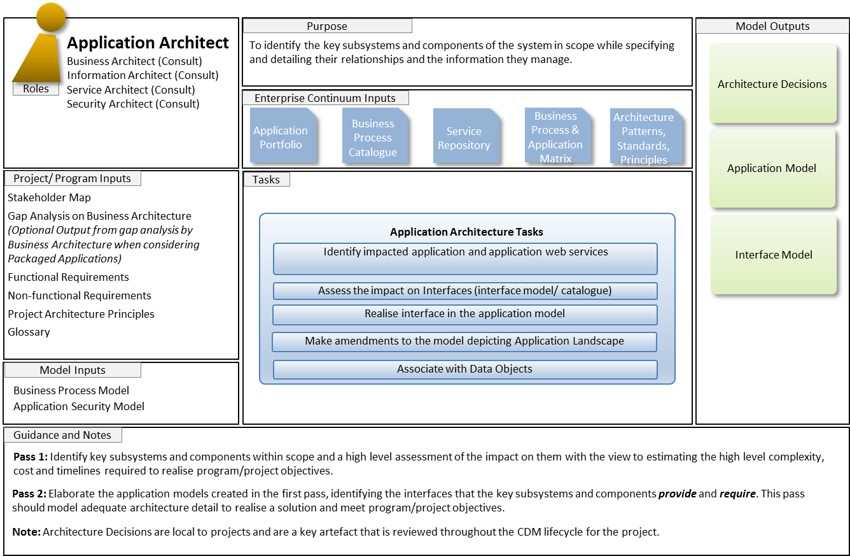 Application Architect
Business Architect (Consult)
Information Architect (Consult)
Service Architect (Consult)
Security Architect (Consult)
Roles
Purpose
To identify the key subsystems and components of the system in scope while specifying
and detailing their relationships and the information they manage.
Enterprise Continuum Inputs
Application
Portfolio
Business
Process
Catalogue
Service
Repository
Business
Process &
Application
Matrix
Architecture
Patterns,
Standards,
Principles
Model Outputs
Architecture Decisions
Application Model
Interface Model
Project/ Program Inputs
Stakeholder Map
Gap Analysis on Business Architecture
(Optional Output from gap analysis by
Business Architecture when considering
Packaged Applications)
Functional Requirements
Non-functional Requirements
Project Architecture Principles
Glossary
Model Inputs
Business Process Model
Application Security Model
Tasks
Application Architecture Tasks
Identify impacted application and application web services
Assess the impact on Interfaces (interface model/ catalogue)
Realise interface in the application model
Make amendments to the model depicting Application Landscape
Associate with Data Objects
Guidance and Notes
Pass 1: Identify key subsystems and components within scope and a high level assessment of the impact on them with the view to estimating the high level complexity,
cost and timelines required to realise program/project objectives.
Pass 2: Elaborate the application models created in the first pass, identifying the interfaces that the key subsystems and components provide and require. This pass
should model adequate architecture detail to realise a solution and meet program/project objectives.
Note: Architecture Decisions are local to projects and are a key artefact that is reviewed throughout the CDM lifecycle for the project.